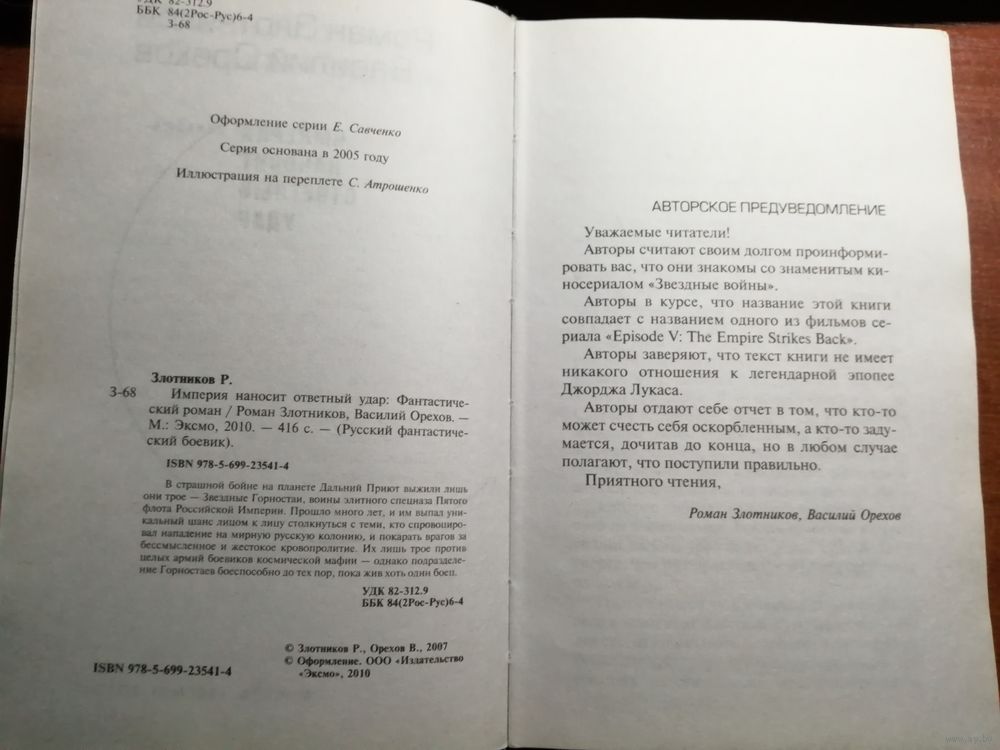 УДК 82-312.9
ББК 84(2Рос-Рус)6-4
З-68
Оформление серии Е. Савченко
Серия основана в 2005 году
Иллюстрация на переплете С. Атрошенко
Злотников Р.
З-68 Империя наносит ответный удар: Фантастиче-
ский роман / Роман Злотников, Василий Орехов. —
М.: Эксмо, 2010. — 416 с. — (Русский фантастиче-
ский боевик).
ISBN 978-5-699-23541-4
В страшной бойне на планете Дальний Приют выжили лишь
они трое — Звездные Горностаи, воины элитного спецназа Пятого
флота Российской Империи. Прошло много лет, и им выпал уни-
кальный шанс лицом к лицу столкнуться с теми, кто спровоциро-
вал нападение на мирную русскую колонию, и покарать врагов за
бессмысленное и жестокое кровопролитие. Их лишь трое против
целых армий боевиков космической мафии — однако подразделе-
ние Горностаев боеспособно до тех пор, пока жив хоть один боец.
УДК 82-312.9
ББК 84(2Рос-Рус)6-4
© Злотников Р., Орехов В., 2007
© Оформление. ООО «Издательство
«Эксмо», 2010
ISBN 978-5-699-23541-4
АВТОРСКОЕ ПРЕДУВЕДОМЛЕНИЕ
Уважаемые читатели!
Авторы считают своим долгом проинформи-
ровать вас, что они знакомы со знаменитым ки-
носериалом «Звездные войны».
Авторы в курсе, что название этой книги
совпадает с названием одного из фильмов се-
риала «Episode V: The Empire Strikes Back».
Авторы заверяют, что текст книги не имеет
никакого отношения к легендарной эпопее
Джорджа Лукаса.
Авторы отдают себе отчет в том, что кто-то
может счесть себя оскорбленным, а кто-то заду-
мается, дочитав до конца, но в любом случае
полагают, что поступили правильно.
Приятного чтения,
Роман Злотников, Василий Орехов